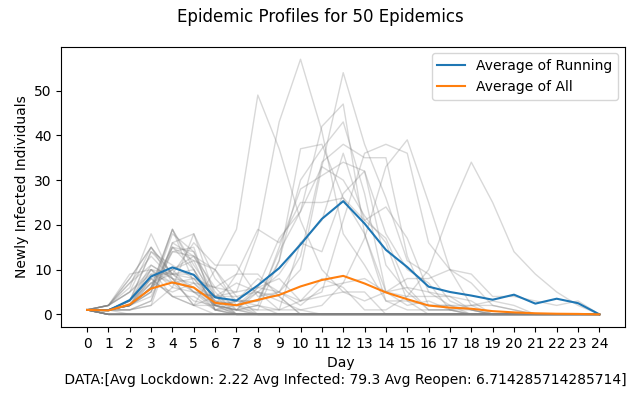 Epidemic Profiles for 50 Epidemics
Average of Running
Average of All
Newly Infected Individuals
50
40
30
20
10
0
0 1 2 3 4 5 6 7 8 9 10 11 12 13 14 15 16 17 18 19 20 21 22 23 24
Day
DATA:[Avg Lockdown: 2.22 Avg Infected: 79.3 Avg Reopen: 6.714285714285714]